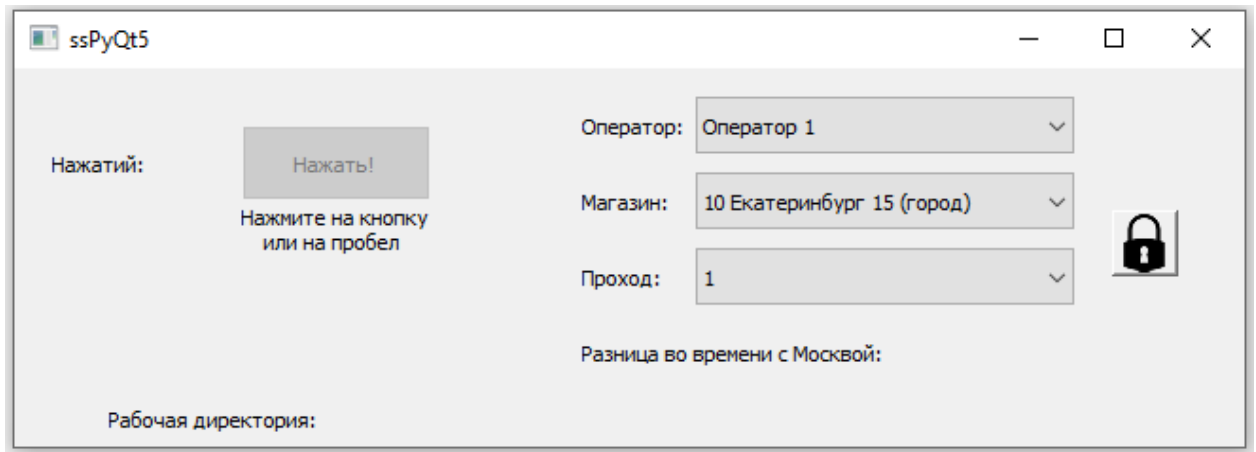 ssPyQt5
Нажатий:
Нажать!
Нажмите на кнопку
или на пробел
Оператор: Оператор 1
Магазин: 10 Екатеринбург 15 (город)
Проход: 1
Разница во времени с Москвой:
Рабочая директория: